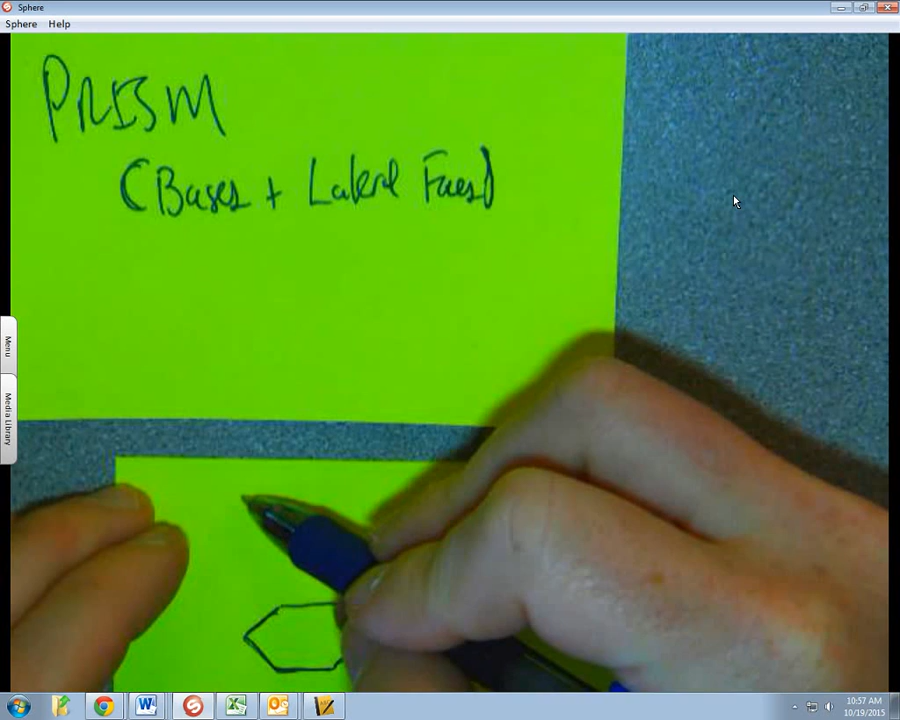 Sphere
Sphere Help
PRISM
(Bases + Lateral Faces)
Menu
Media Library
10:57 AM
10/19/2015